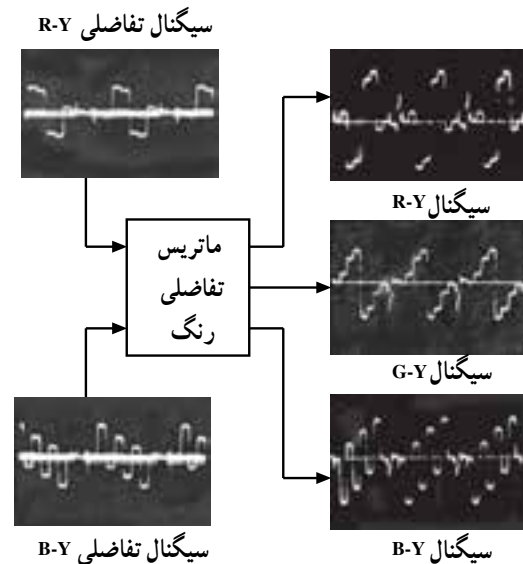 سیگنال تفاضلی R-Y
سیگنال R-Y
ماتریس
تفاضلی
رنگ
سیگنال G-Y
سیگنال تفاضلی B-Y
سیگنال B-Y